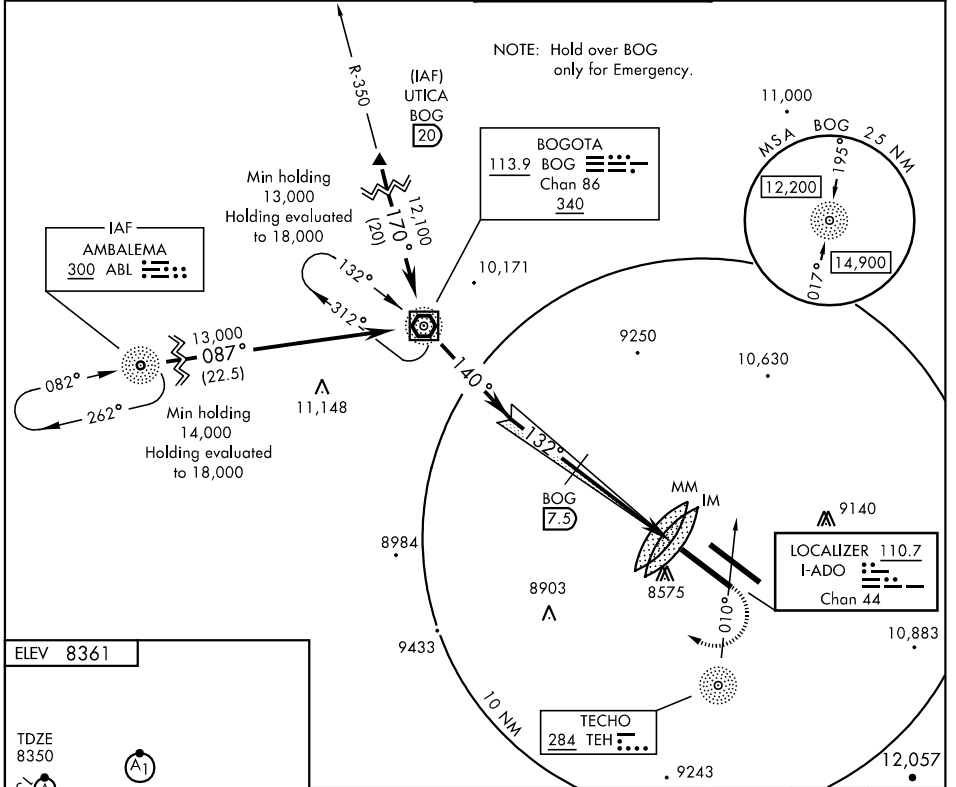 NOTE: Hold over BOG
only for Emergency.
R-350
(IAF)
UTICA
BOG
20
11,000
MSA BOG 25 NM
195°
12,200
14,900
017°
BOGOTA
113.9 BOG
Chan 86
340
Min holding
13,000
Holding evaluated
to 18,000
12,100
170°
(20)
IAF
AMBALEMA
300 ABL
132°
312°
10,171
13,000
087°
(22.5)
082°
262°
Min holding
14,000
Holding evaluated
to 18,000
11,148
9250
10,630
140°
132°
BOG
7.5
MM
IM
9140
LOCALIZER 110.7
I-ADO
Chan 44
8984
8903
8575
010°
10,883
9433
10 NM
TECHO
284 TEH
9243
12,057
ELEV 8361
TDZE
8350
A1